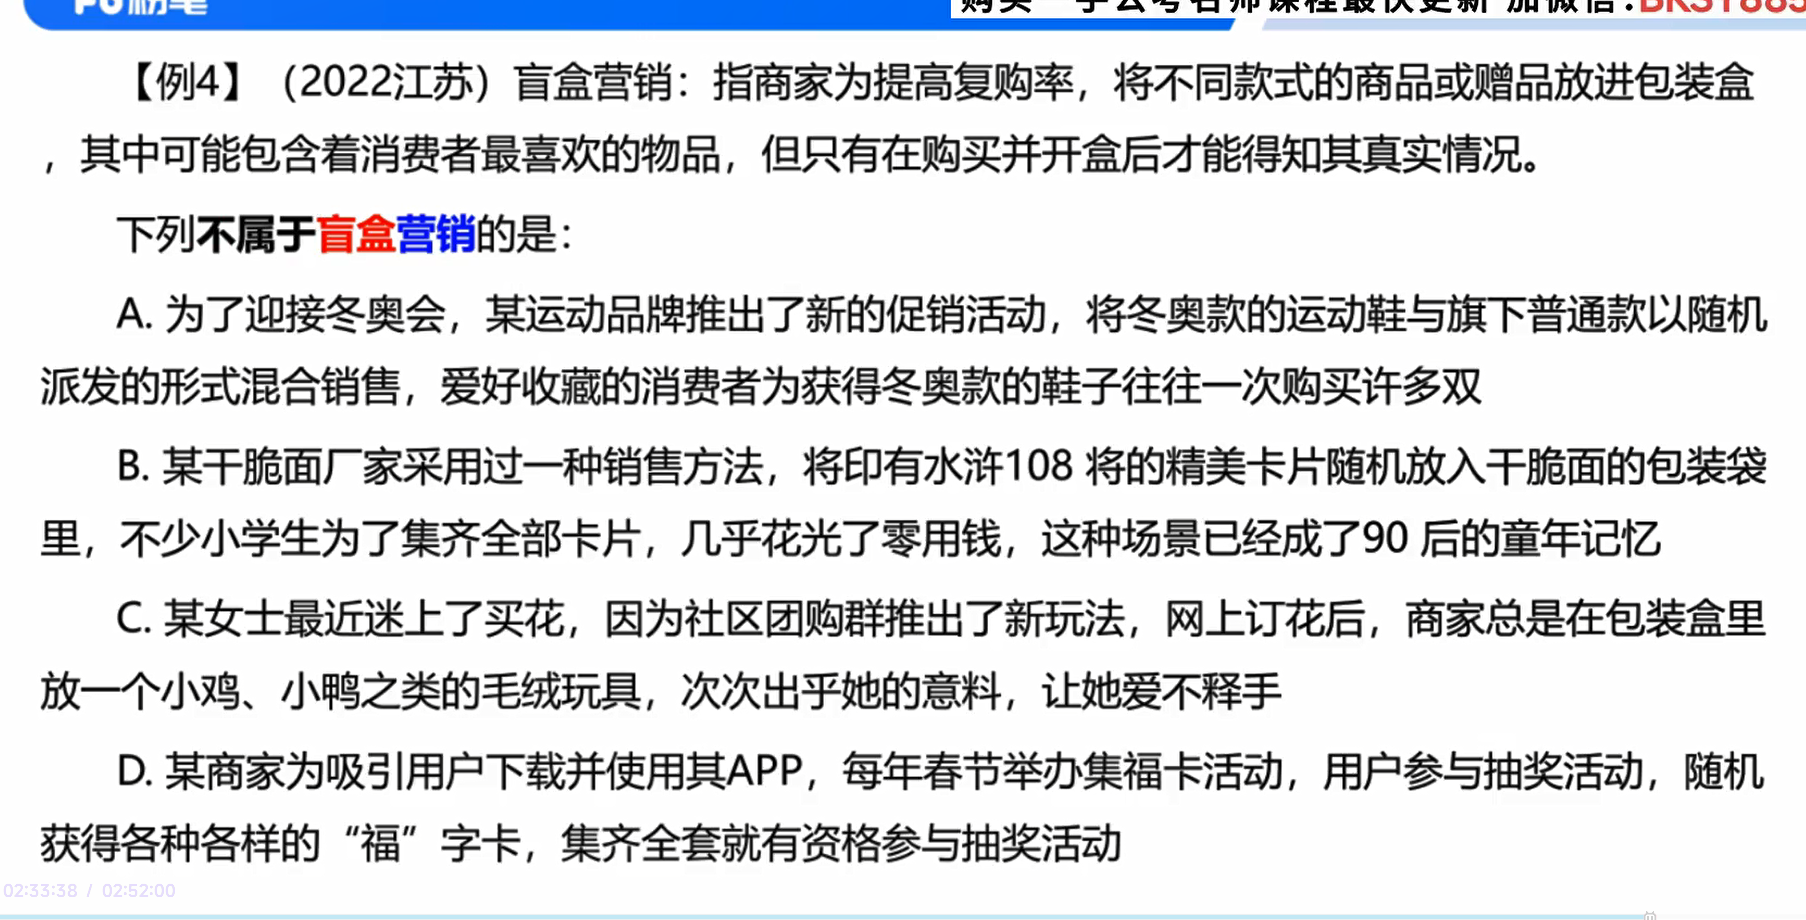 粉笔
购买 学公考名师课程最快更新 加微信:BKST885
【例4】（2022江苏）盲盒营销：指商家为提高复购率，将不同款式的商品或赠品放进包装盒
，其中可能包含着消费者最喜欢的物品，但只有在购买并开盒后才能得知其真实情况。
下列不属于盲盒营销的是：
A. 为了迎接冬奥会，某运动品牌推出了新的促销活动，将冬奥款的运动鞋与旗下普通款以随机
派发的形式混合销售，爱好收藏的消费者为获得冬奥款的鞋子往往一次购买许多双
B. 某干脆面厂家采用过一种销售方法，将印有水浒108 将的精美卡片随机放入干脆面的包装袋
里，不少小学生为了集齐全部卡片，几乎花光了零用钱，这种场景已经成了90 后的童年记忆
C. 某女士最近迷上了买花，因为社区团购群推出了新玩法，网上订花后，商家总是在包装盒里
放一个小鸡、小鸭之类的毛绒玩具，次次出乎她的意料，让她爱不释手
D. 某商家为吸引用户下载并使用其APP，每年春节举办集福卡活动，用户参与抽奖活动，随机
获得各种各样的“福”字卡，集齐全套就有资格参与抽奖活动
02:33:38 / 02:52:00